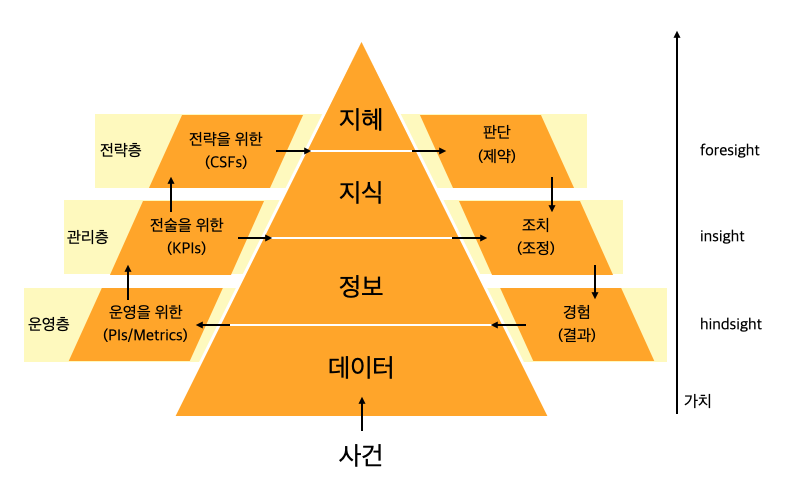 지혜
전략층
전략을 위한
(CSFs)
판단
(제약)
foresight
지식
관리층
전술을 위한
(KPIs)
조치
(조정)
insight
정보
운영층
운영을 위한
(PIs/Metrics)
경험
(결과)
hindsight
데이터
가치
사건